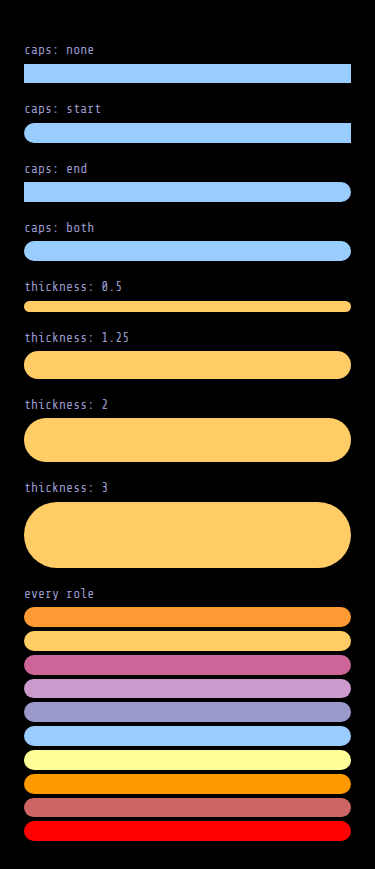 caps: none
caps: start
caps: end
caps: both
thickness: 0.5
thickness: 1.25
thickness: 2
thickness: 3
every role